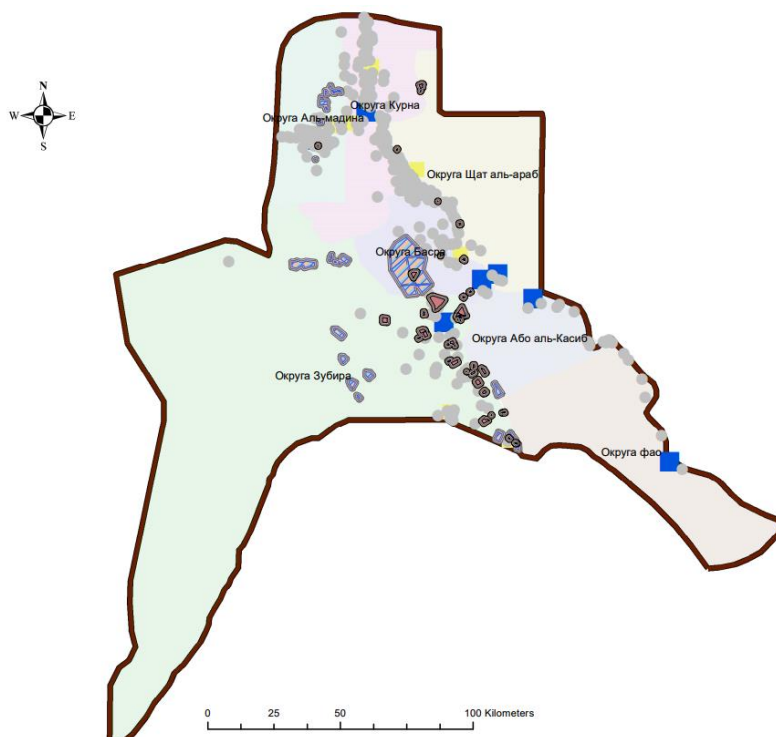 N
W E
S
Округа Курна
Округа Аль-мадина
Округа Щат аль-араб
Округа Басра
Округа Або аль-Касиб
Округа Зубира
Округа фао
0 25 50 100 Kilometers